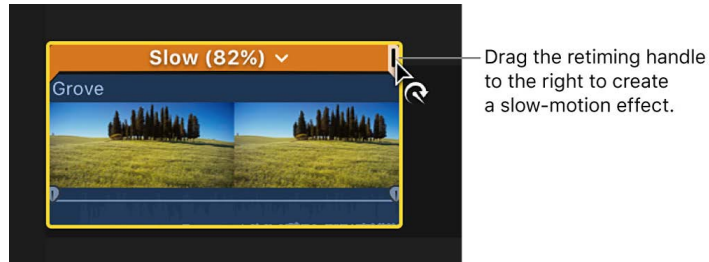 Slow (82%)
Grove
Drag the retiming handle
to the right to create
a slow-motion effect.